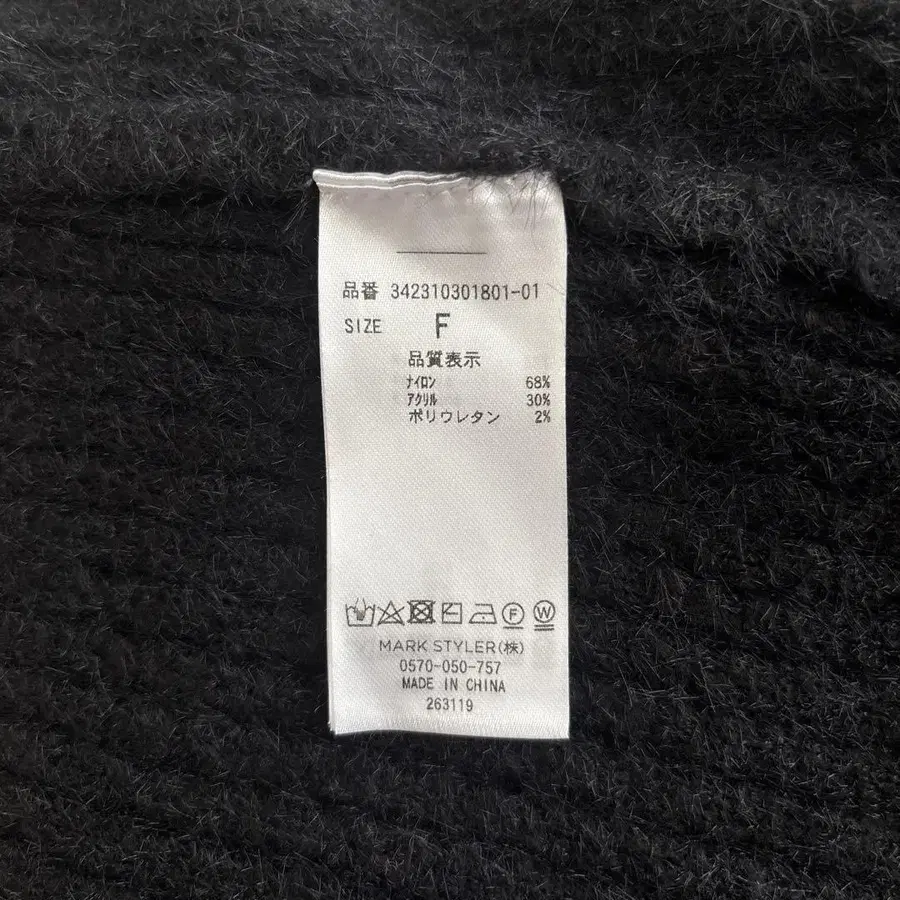 品番 342310301801-01
SIZE F
品質表示
ナイロン 68%
アクリル 30%
ポリウレタン 2%
F W
MARK STYLER(株)
0570-050-757
MADE IN CHINA
263119